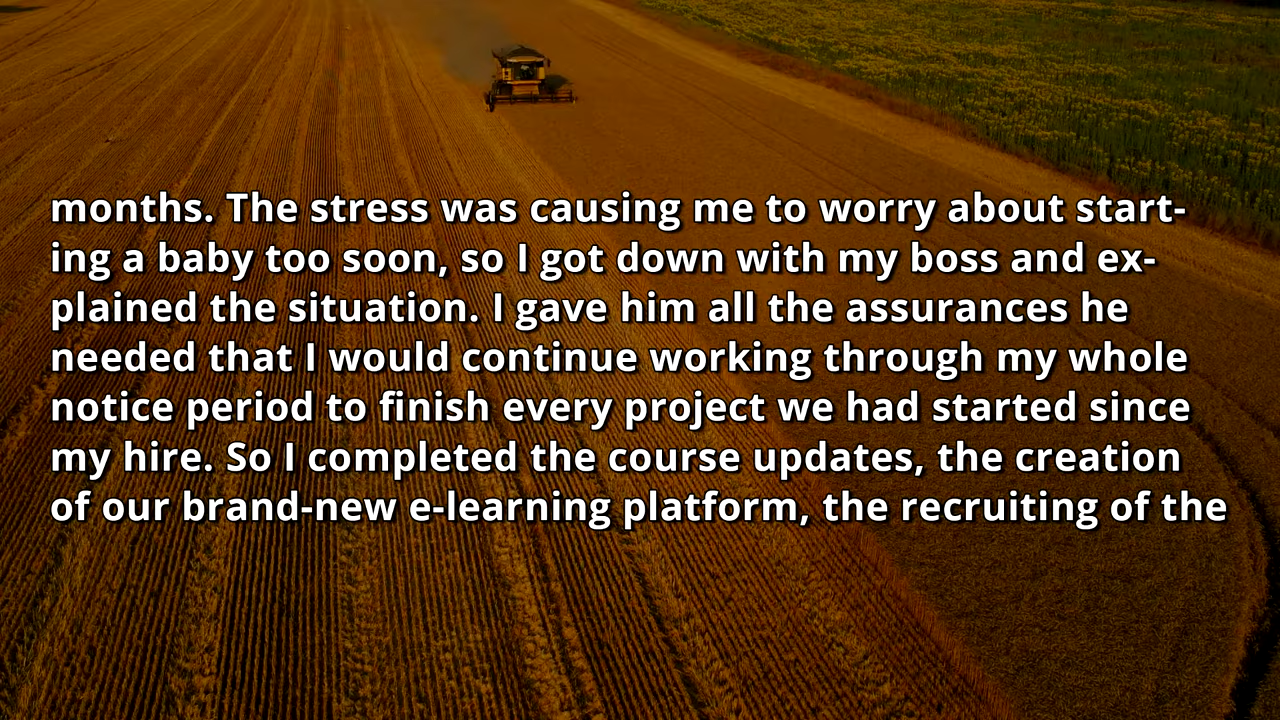 months. The stress was causing me to worry about start-
ing a baby too soon, so I got down with my boss and ex-
plained the situation. I gave him all the assurances he
needed that I would continue working through my whole
notice period to finish every project we had started since
my hire. So I completed the course updates, the creation
of our brand-new e-learning platform, the recruiting of the